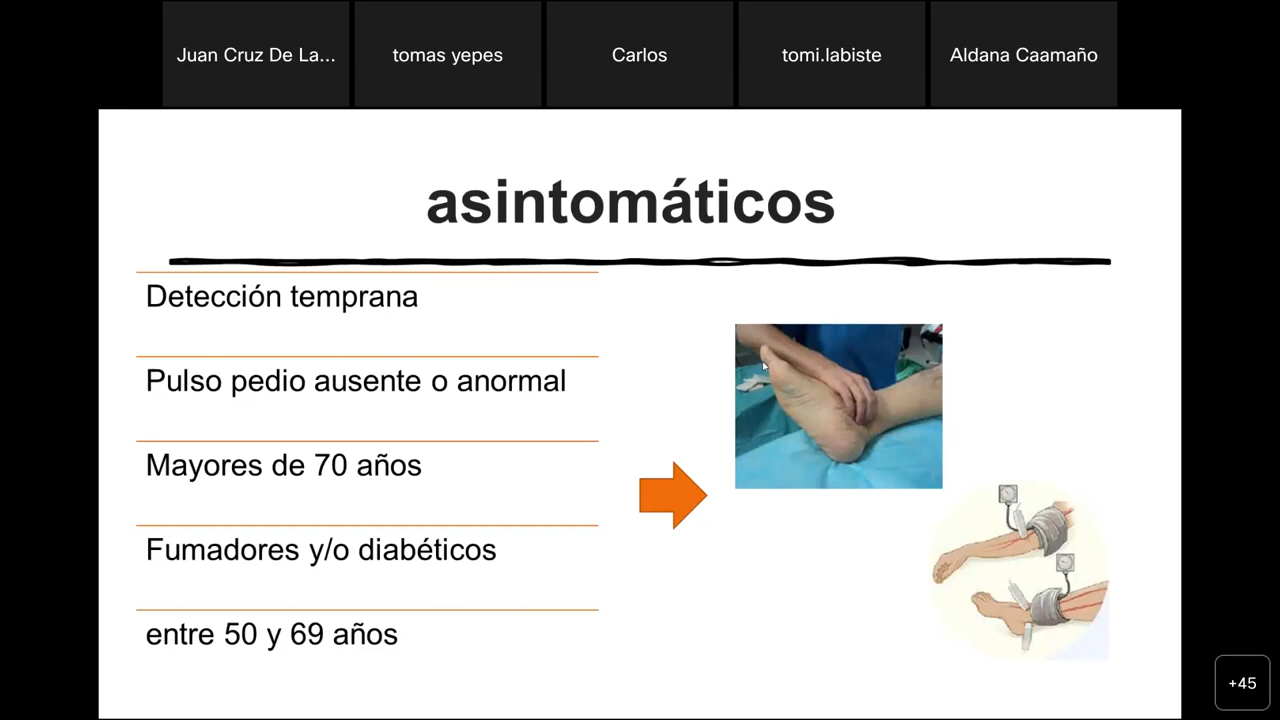 Juan Cruz De La...
tomas yepes
Carlos
tomi.labiste
Aldana Caamaño
asintomáticos
Detección temprana
Pulso pedio ausente o anormal
Mayores de 70 años
Fumadores y/o diabéticos
entre 50 y 69 años
+45